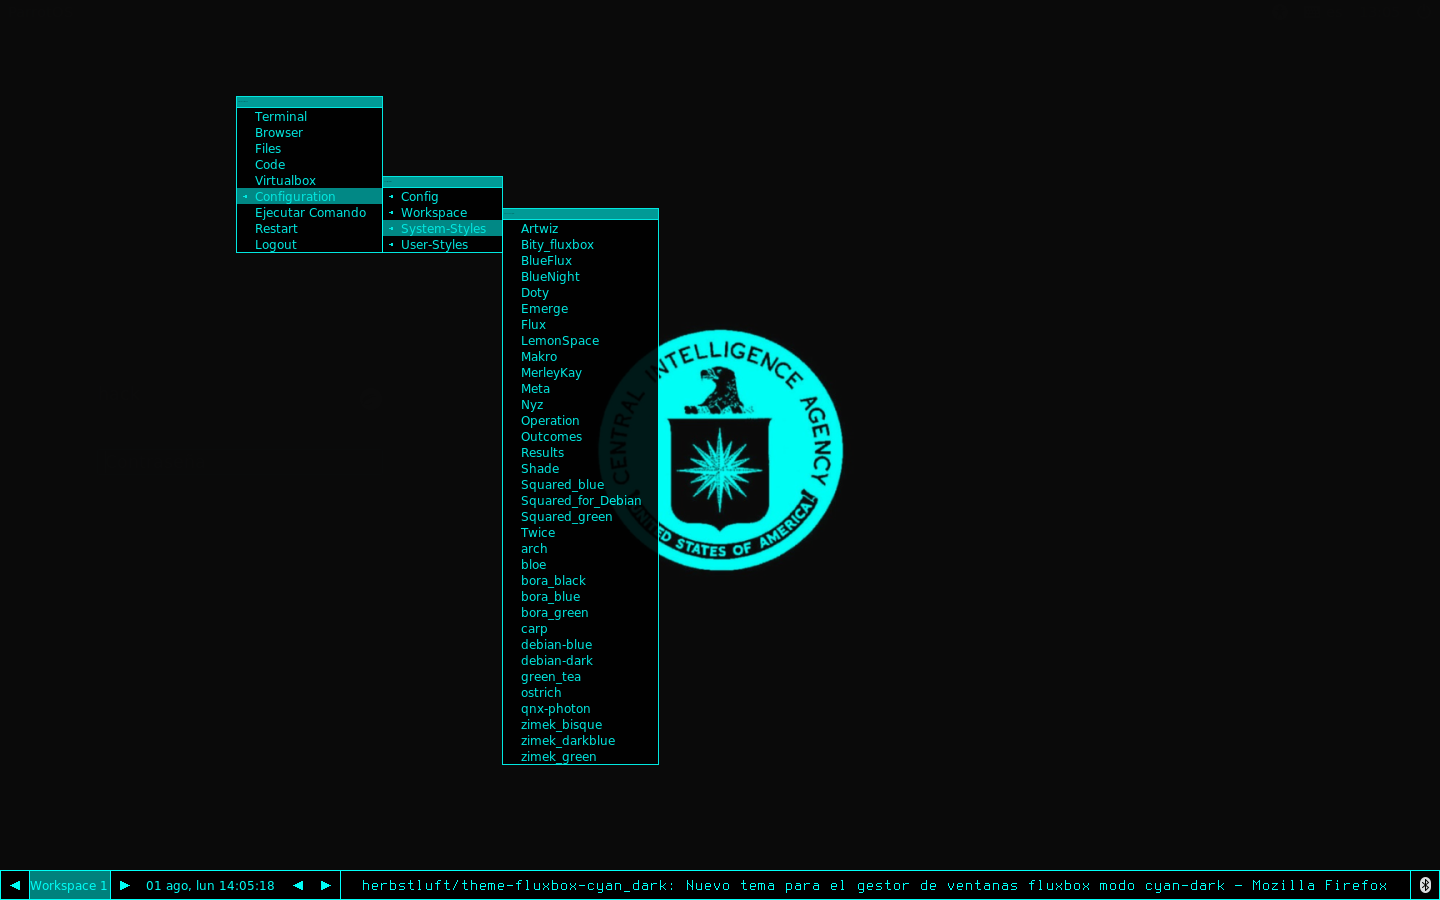 Terminal
Browser
Files
Code
Virtualbox
Configuration
Ejecutar Comando
Restart
Logout
Config
Workspace
System-Styles
User-Styles
Artwiz
Bity_fluxbox
BlueFlux
BlueNight
Doty
Emerge
Flux
LemonSpace
Makro
MerleyKay
Meta
Nyz
Operation
Outcomes
Results
Shade
Squared_blue
Squared_for_Debian
Squared_green
Twice
arch
bloe
bora_black
bora_blue
bora_green
carp
debian-blue
debian-dark
green_tea
ostrich
qnx-photon
zimek_bisque
zimek_darkblue
zimek_green
CENTRAL INTELLIGENCE AGENCY
UNITED STATES OF AMERICA
Workspace 1
01 ago, lun 14:05:18
herbstluft/theme-fluxbox-cyan_dark: Nuevo tema para el gestor de ventanas fluxbox modo cyan-dark — Mozilla Firefox